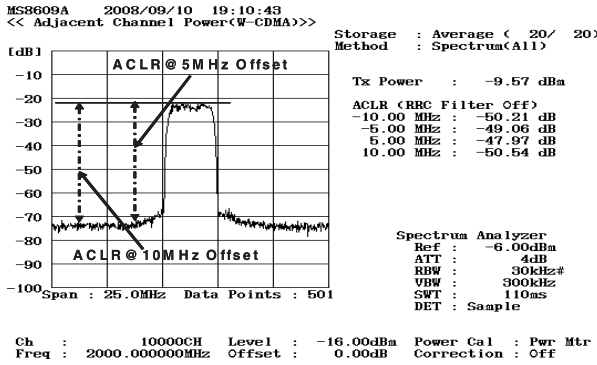 MS8609A 2008/09/10 19:10:43
<< Adjacent Channel Power(W-CDMA)>>
Storage : Average ( 20/ 20)
Method : Spectrum(All)
[dB]
ACLR@5MHz Offset
-10
-20
-30
-40
-50
-60
-70
-80
-90
-100
ACLR@10MHz Offset
Span : 25.0MHz Data Points : 501
Tx Power : -9.57 dBm
ACLR (RRC Filter Off)
-10.00 MHz : -50.21 dB
-5.00 MHz : -49.06 dB
5.00 MHz : -47.97 dB
10.00 MHz : -50.54 dB
Spectrum Analyzer
Ref : -6.00dBm
ATT : 4dB
RBW : 30kHz#
VBW : 300kHz
SWT : 110ms
DET : Sample
Ch : 10000CH Level : -16.00dBm Power Cal : Pwr Mtr
Freq : 2000.000000MHz Offset : 0.00dB Correction : Off